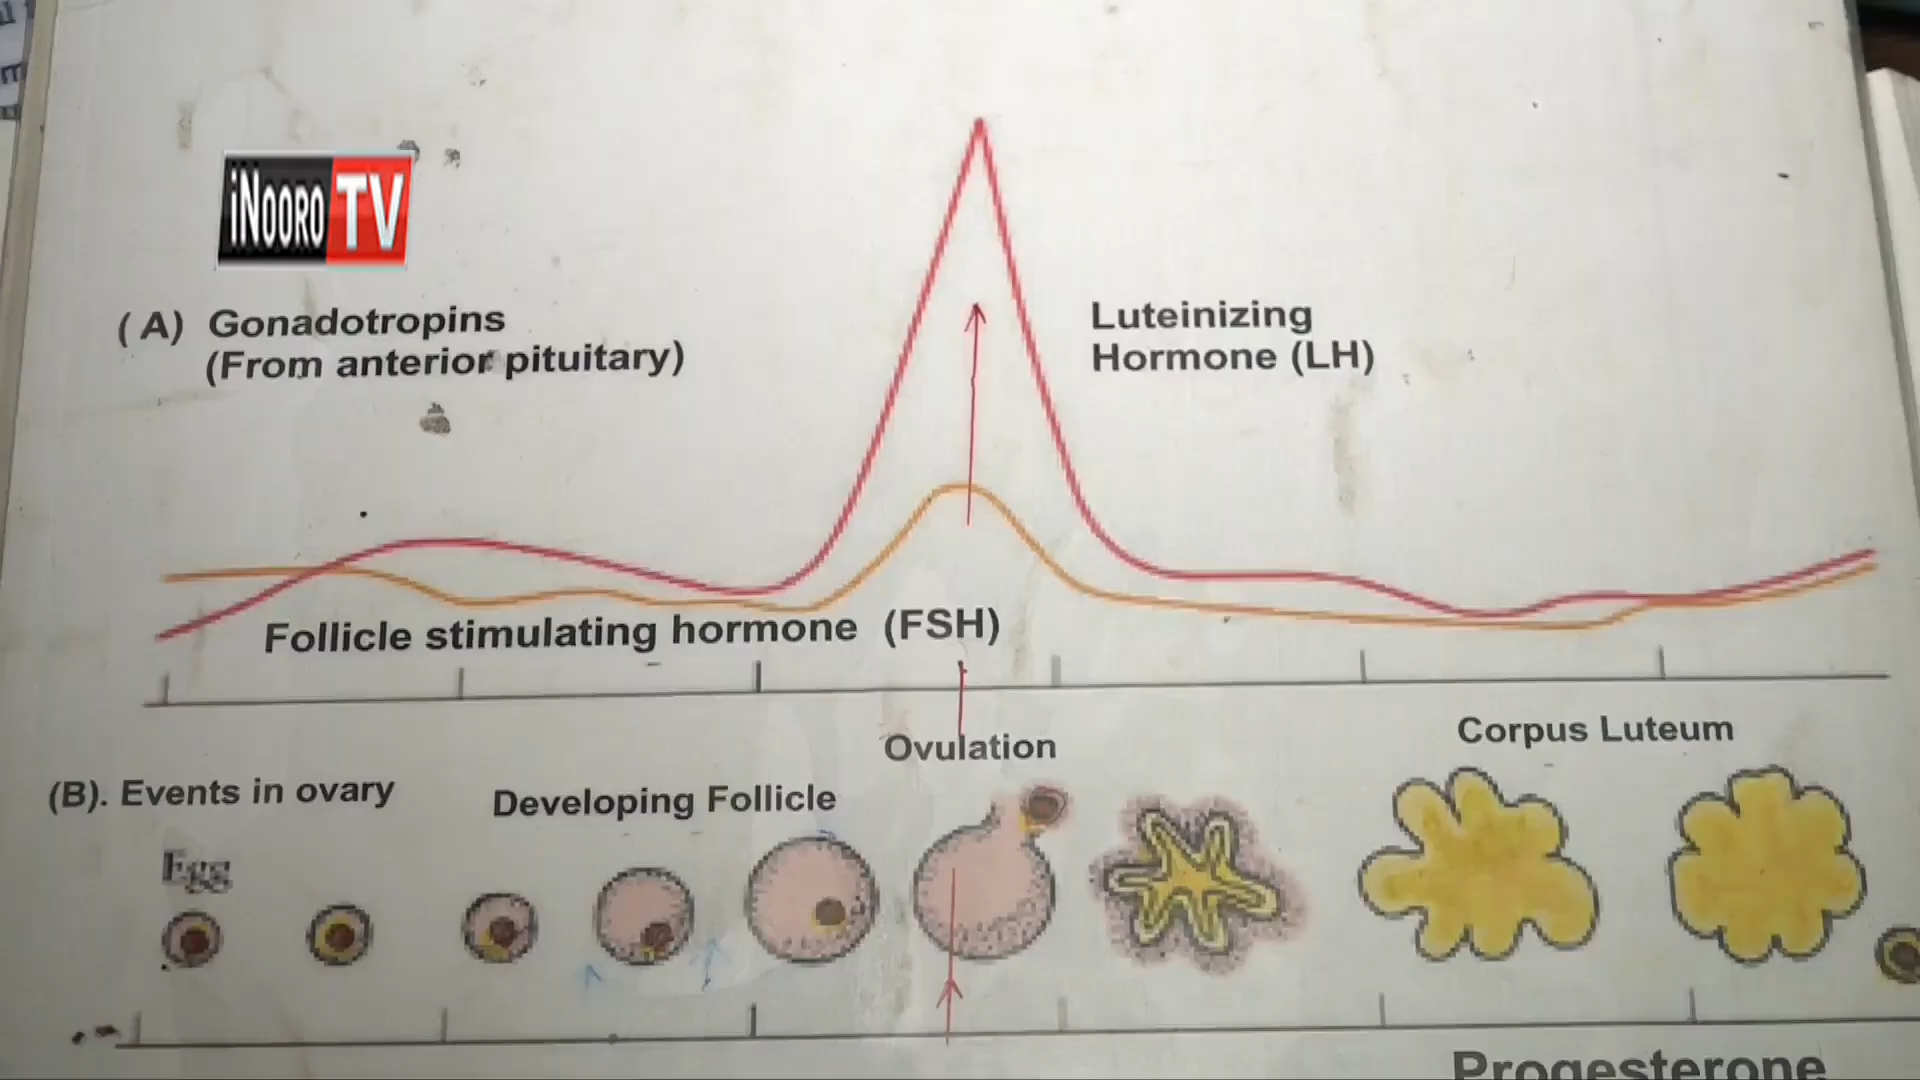 iNOORO TV
(A) Gonadotropins
(From anterior pituitary)
Luteinizing
Hormone (LH)
Follicle stimulating hormone (FSH)
Ovulation
Corpus Luteum
(B). Events in ovary
Developing Follicle
Egg
Progesterone